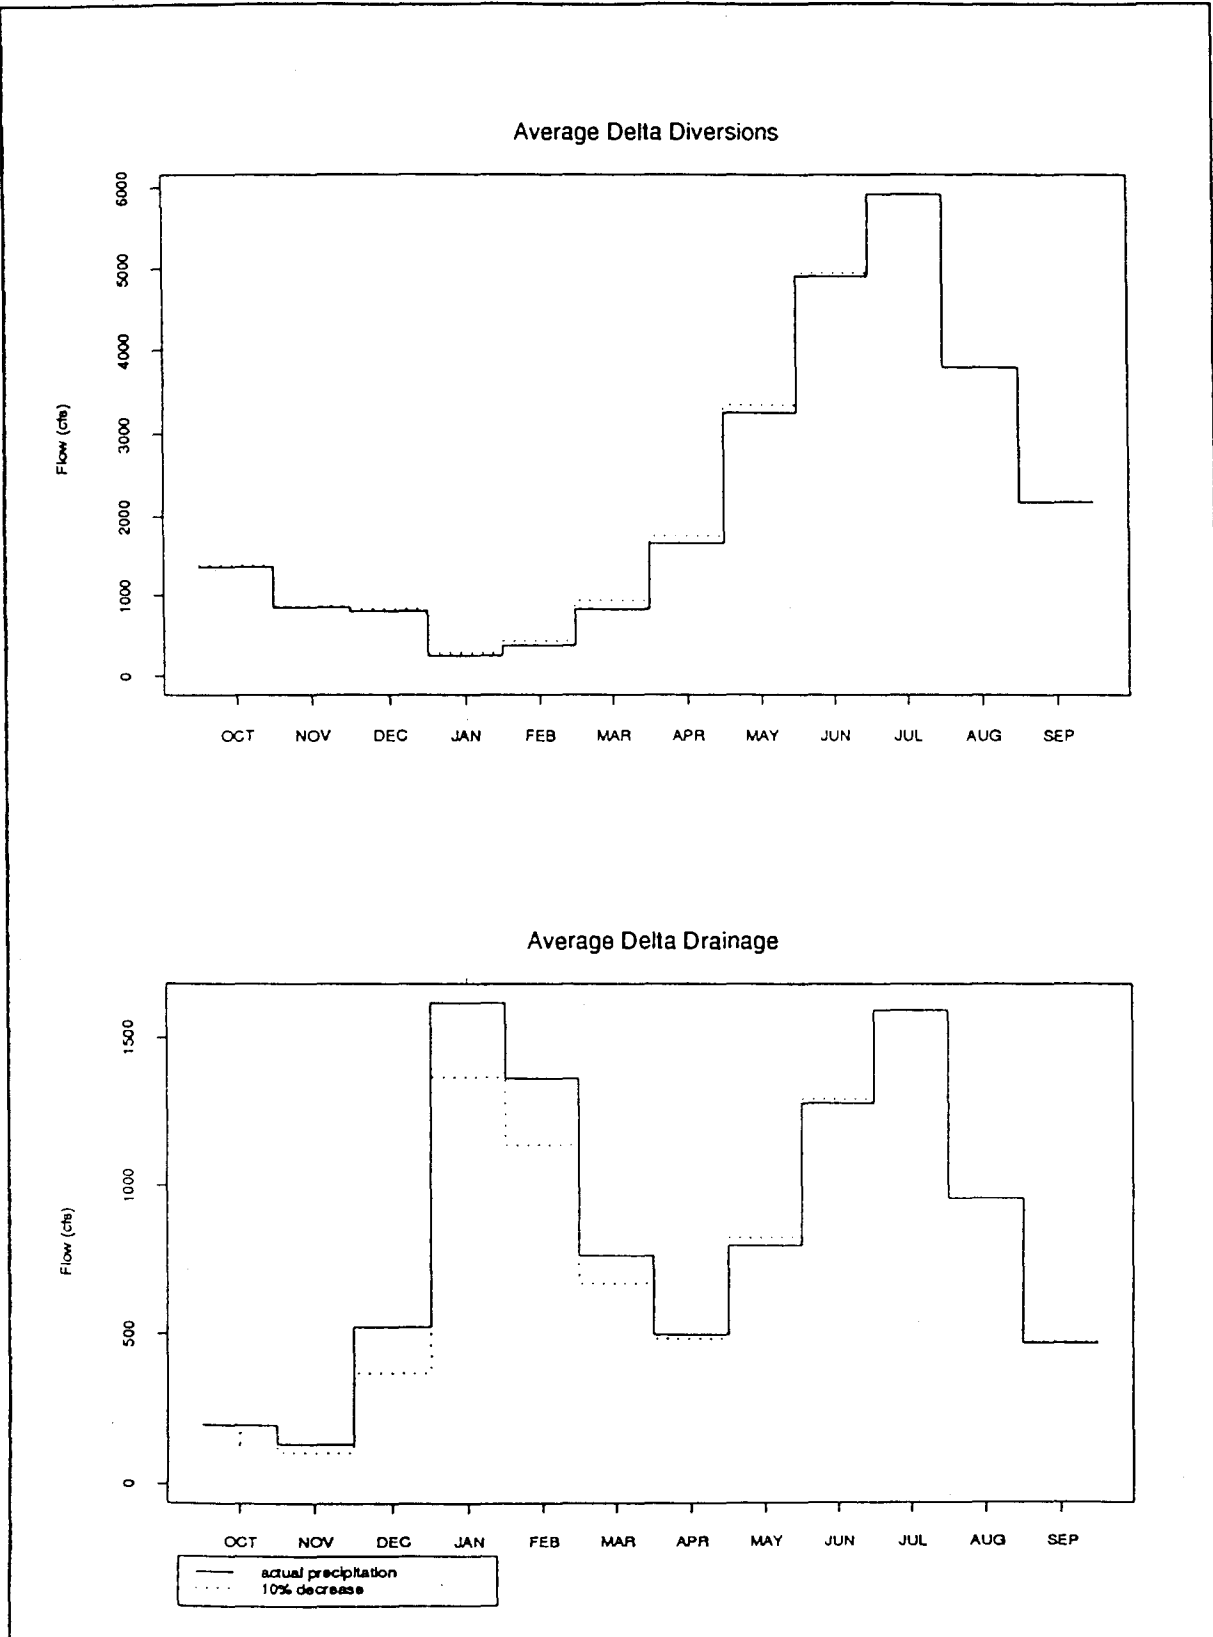 Average Delta Diversions
6000
5000
4000
3000
2000
1000
0
Flow (cfs)
OCT NOV DEC JAN FEB MAR APR MAY JUN JUL AUG SEP
Average Delta Drainage
1500
1000
500
0
Flow (cfs)
OCT NOV DEC JAN FEB MAR APR MAY JUN JUL AUG SEP
actual precipitation
10% decrease